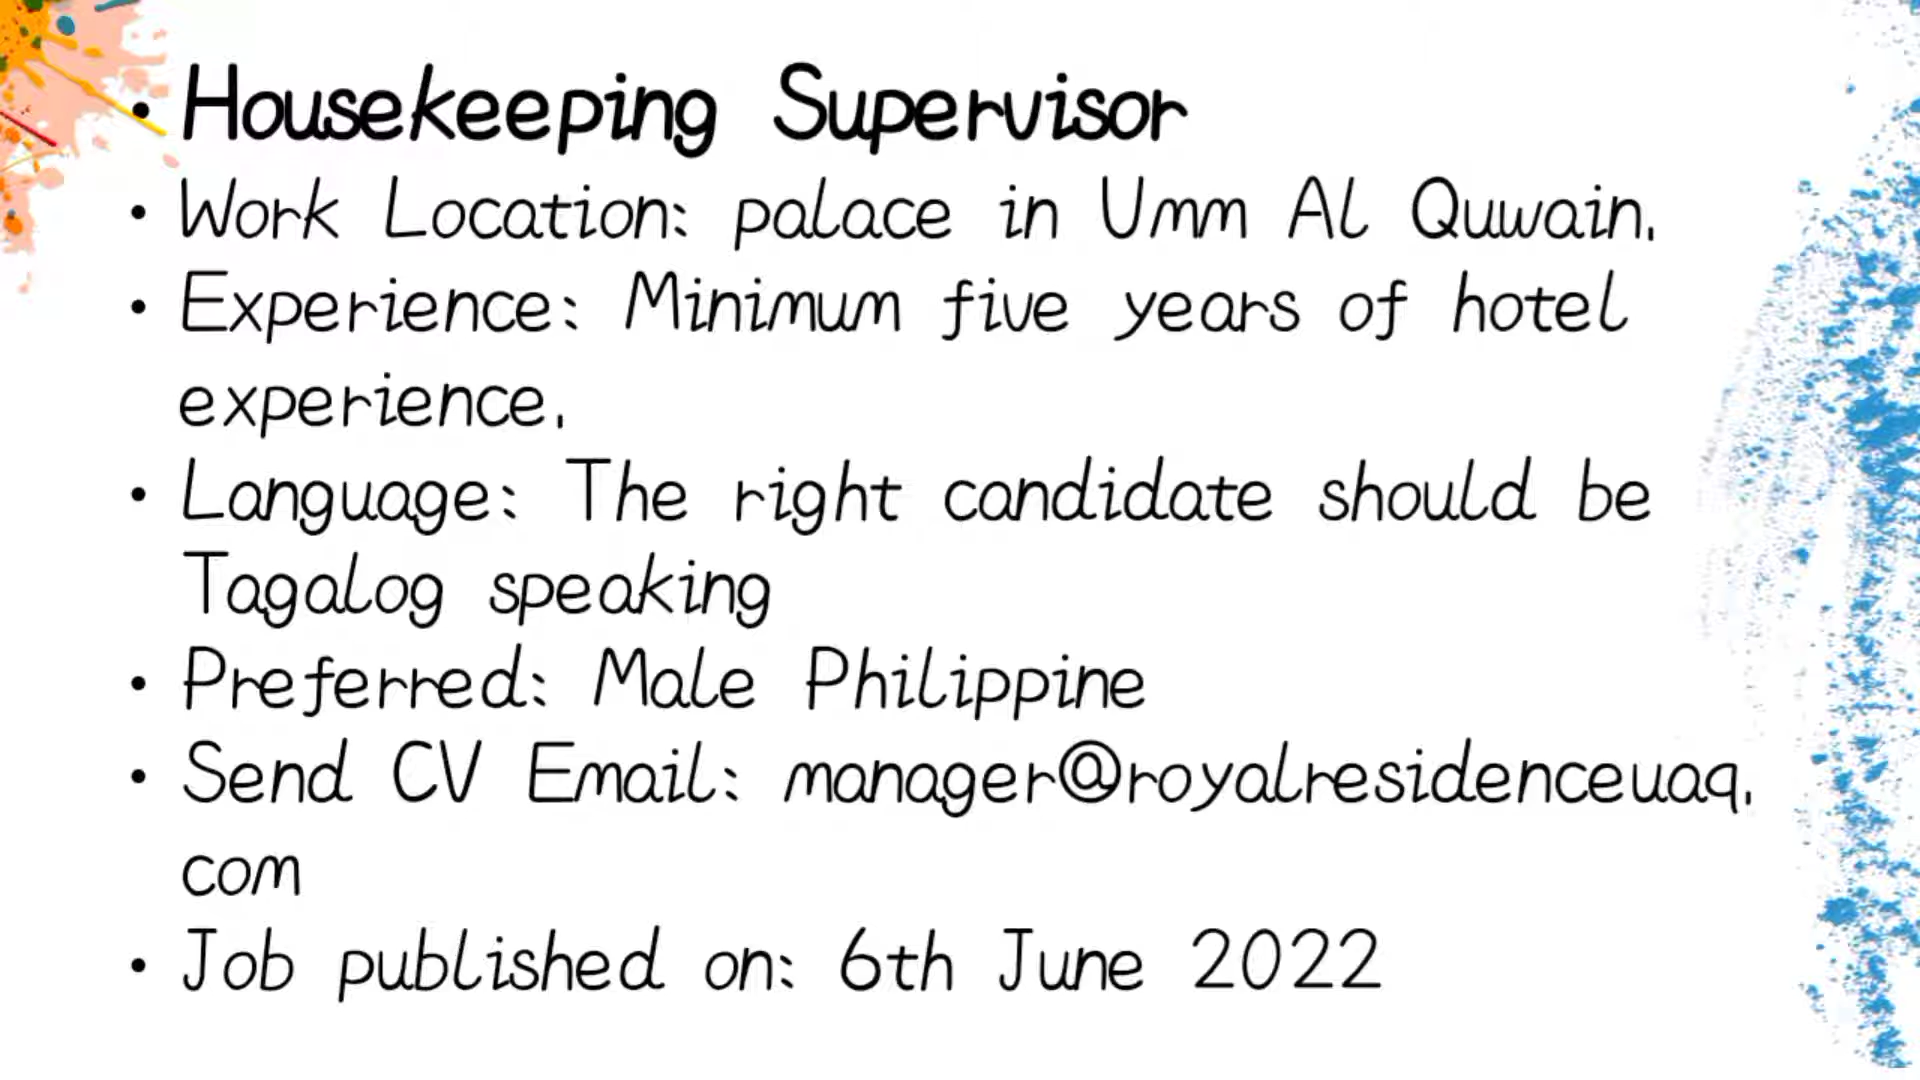 • Housekeeping Supervisor
• Work Location: palace in Umm Al Quwain.
• Experience: Minimum five years of hotel
experience.
• Language: The right candidate should be
Tagalog speaking
• Preferred: Male Philippine
• Send CV Email: manager@royalresidenceuaq.
com
• Job published on: 6th June 2022